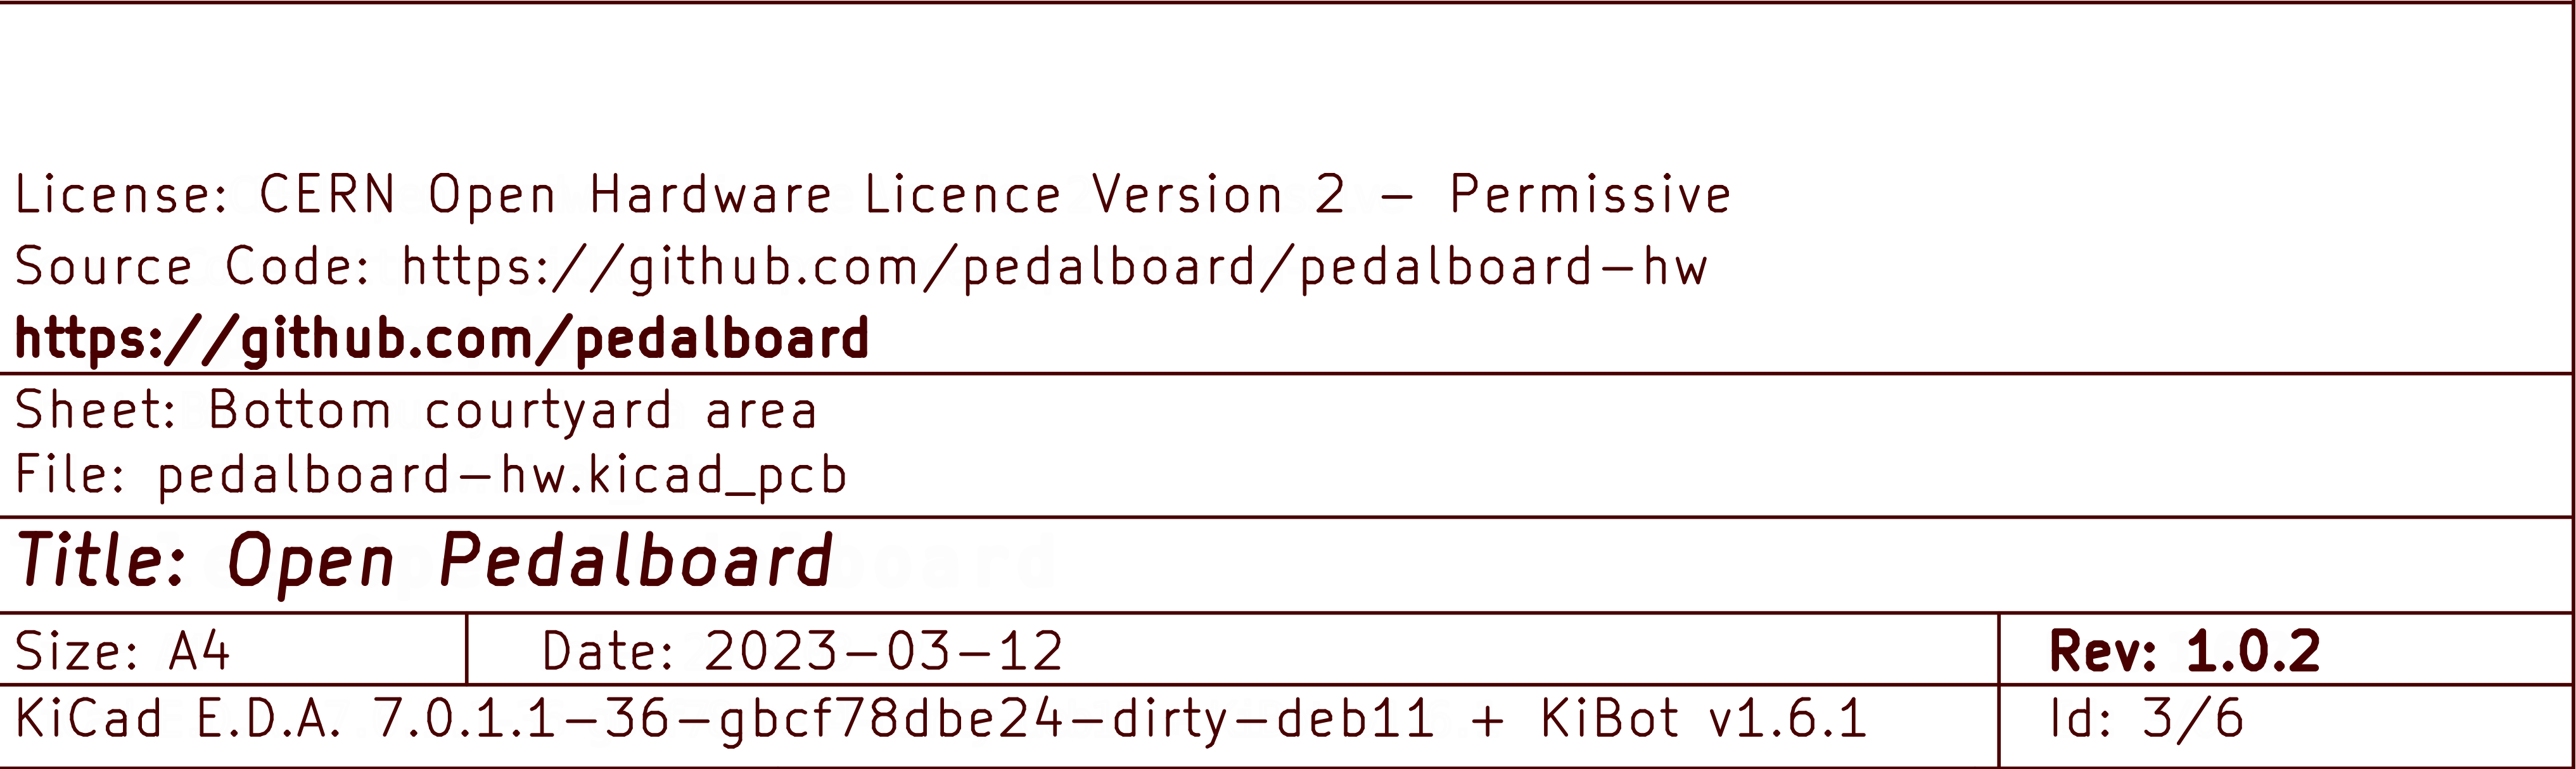 License: CERN Open Hardware Licence Version 2 - Permissive
Source Code: https://github.com/pedalboard/pedalboard-hw
https://github.com/pedalboard
Sheet: Bottom courtyard area
File: pedalboard-hw.kicad_pcb
Title: Open Pedalboard
Size: A4 Date: 2023-03-12 Rev: 1.0.2
KiCad E.D.A. 7.0.1.1-36-gbcf78dbe24-dirty-deb11 + KiBot v1.6.1 Id: 3/6